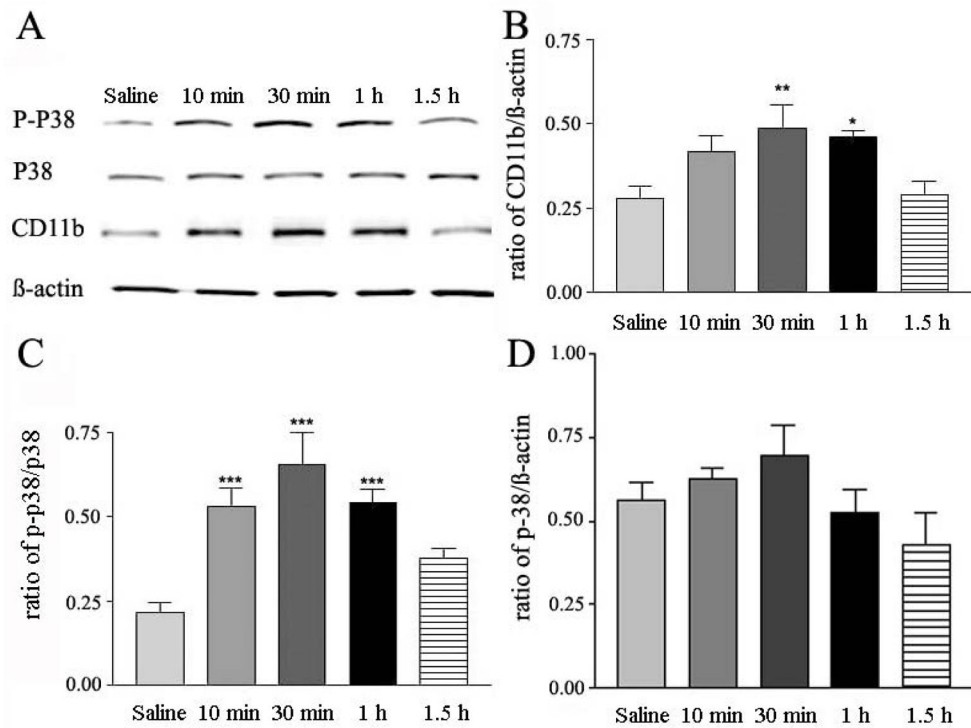 A
Saline 10 min 30 min 1 h 1.5 h
P-P38
P38
CD11b
ß-actin
B
ratio of CD11b/ß-actin
0.75
0.50
0.25
0.00
** *
Saline 10 min 30 min 1 h 1.5 h
C
ratio of p-p38/p38
0.75
0.50
0.25
0.00
*** *** ***
Saline 10 min 30 min 1 h 1.5 h
D
ratio of p-38/ß-actin
1.00
0.75
0.50
0.25
0.00
Saline 10 min 30 min 1 h 1.5 h